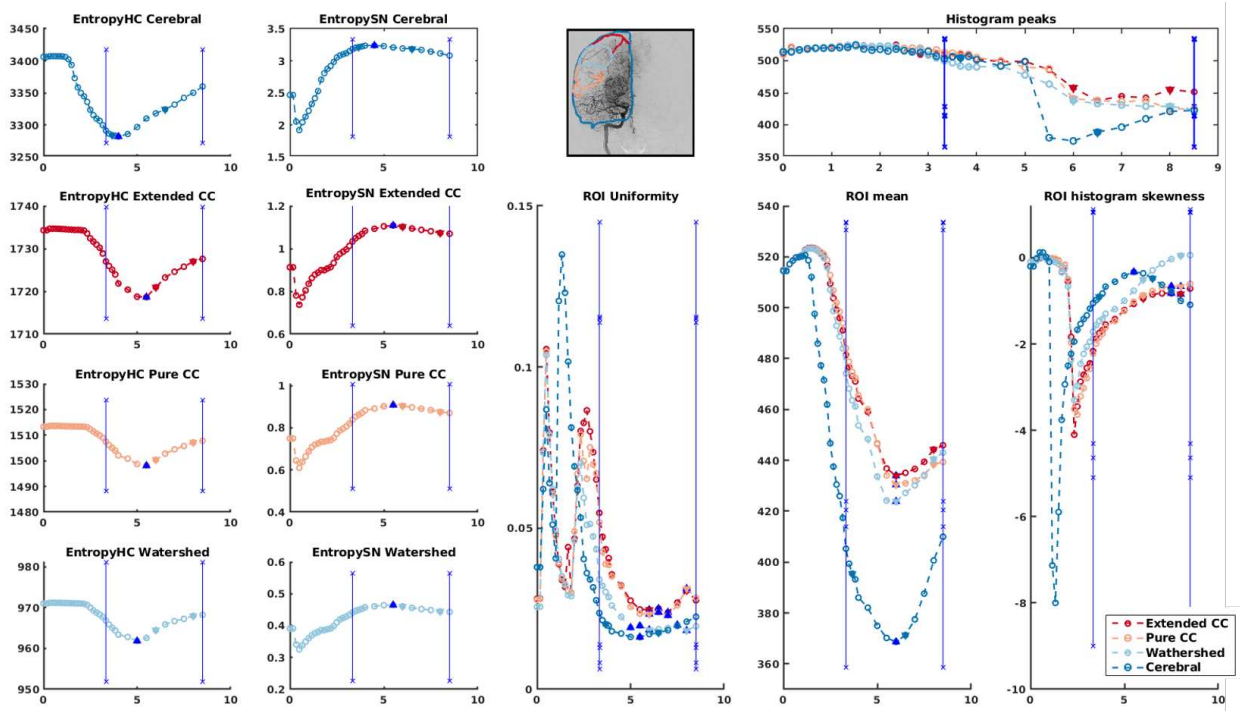 EntropyHC Cerebral
3450
3400
3350
3300
3250
0 5 10
EntropySN Cerebral
3.5
3
2.5
2
1.5
0 5 10
Histogram peaks
550
500
450
400
350
0 1 2 3 4 5 6 7 8 9
EntropyHC Extended CC
1740
1730
1720
1710
0 5 10
EntropySN Extended CC
1.2
1
0.8
0.6
0 5 10
EntropyHC Pure CC
1530
1520
1510
1500
1490
1480
0 5 10
EntropySN Pure CC
1
0.8
0.6
0.4
0 5 10
EntropyHC Watershed
980
970
960
950
0 5 10
EntropySN Watershed
0.6
0.5
0.4
0.3
0.2
0 5 10
ROI Uniformity
0.15
0.1
0.05
0
0 5 10
ROI mean
540
520
500
480
460
440
420
400
380
360
0 5 10
ROI histogram skewness
0
-2
-4
-6
-8
-10
0 5 10
Extended CC
Pure CC
Wathershed
Cerebral